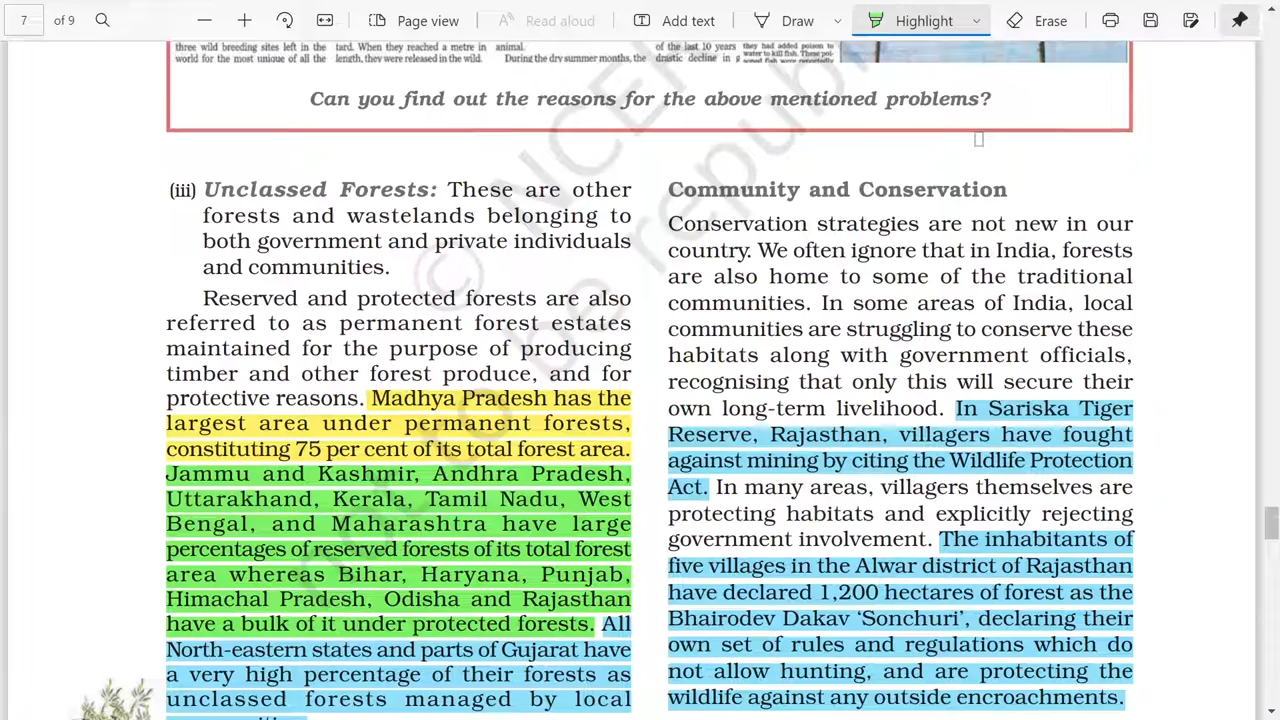 7 of 9 Page view Read aloud Add text Draw Highlight Erase
three wild breeding sites left in the
world for the most unique of all the
tard. When they reached a metre in
length, they were released in the wild.
animal.
During the dry summer months, the
of the last 10 years
drastic decline in
they had added poison to
water to kill fish. These poi-
soned fish were reportedly
Can you find out the reasons for the above mentioned problems?
(iii) Unclassed Forests: These are other
forests and wastelands belonging to
both government and private individuals
and communities.
Reserved and protected forests are also
referred to as permanent forest estates
maintained for the purpose of producing
timber and other forest produce, and for
protective reasons. Madhya Pradesh has the
largest area under permanent forests,
constituting 75 per cent of its total forest area.
Jammu and Kashmir, Andhra Pradesh,
Uttarakhand, Kerala, Tamil Nadu, West
Bengal, and Maharashtra have large
percentages of reserved forests of its total forest
area whereas Bihar, Haryana, Punjab,
Himachal Pradesh, Odisha and Rajasthan
have a bulk of it under protected forests. All
North-eastern states and parts of Gujarat have
a very high percentage of their forests as
unclassed forests managed by local
Community and Conservation
Conservation strategies are not new in our
country. We often ignore that in India, forests
are also home to some of the traditional
communities. In some areas of India, local
communities are struggling to conserve these
habitats along with government officials,
recognising that only this will secure their
own long-term livelihood. In Sariska Tiger
Reserve, Rajasthan, villagers have fought
against mining by citing the Wildlife Protection
Act. In many areas, villagers themselves are
protecting habitats and explicitly rejecting
government involvement. The inhabitants of
five villages in the Alwar district of Rajasthan
have declared 1,200 hectares of forest as the
Bhairodev Dakav ‘Sonchuri’, declaring their
own set of rules and regulations which do
not allow hunting, and are protecting the
wildlife against any outside encroachments.
© NCE
be republi